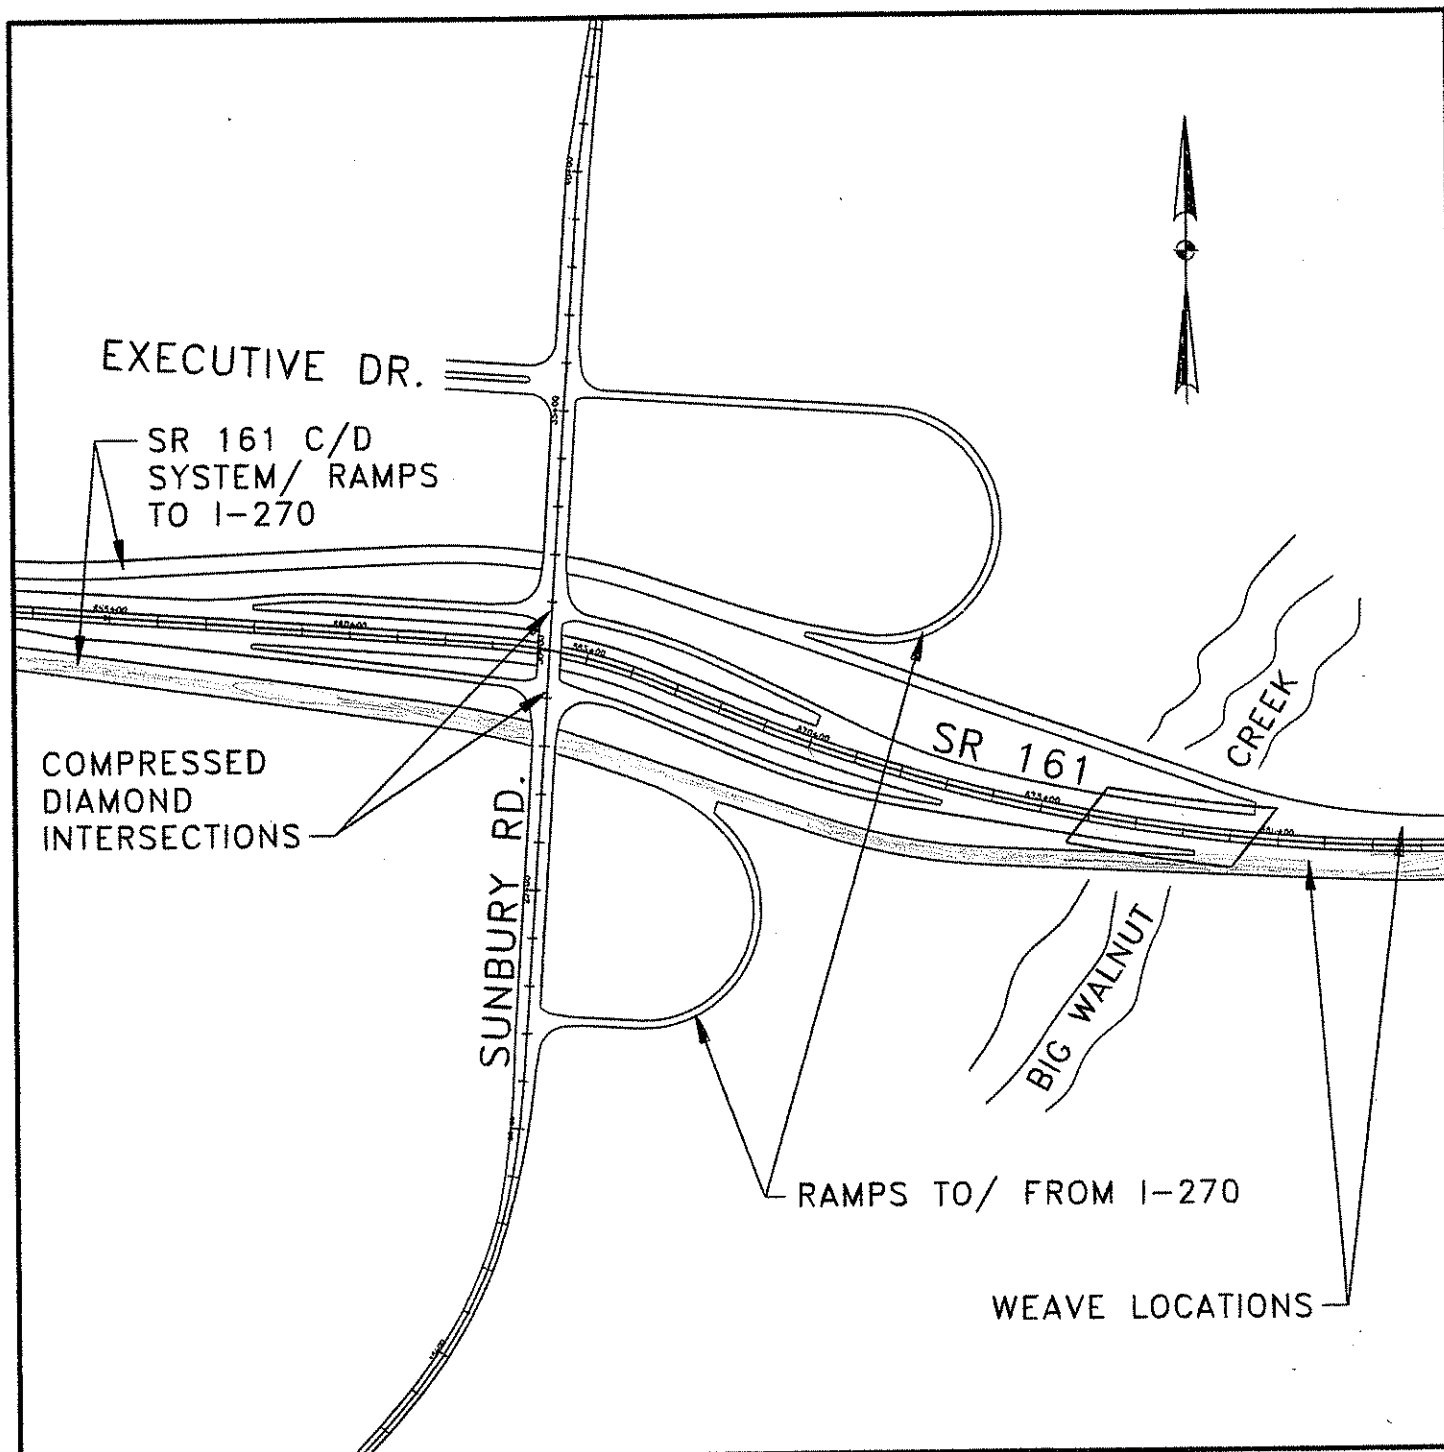 EXECUTIVE DR.
SR 161 C/D
SYSTEM/ RAMPS
TO I-270
COMPRESSED
DIAMOND
INTERSECTIONS
SUNBURY RD.
SR 161
CREEK
BIG WALNUT
RAMPS TO/ FROM I-270
WEAVE LOCATIONS